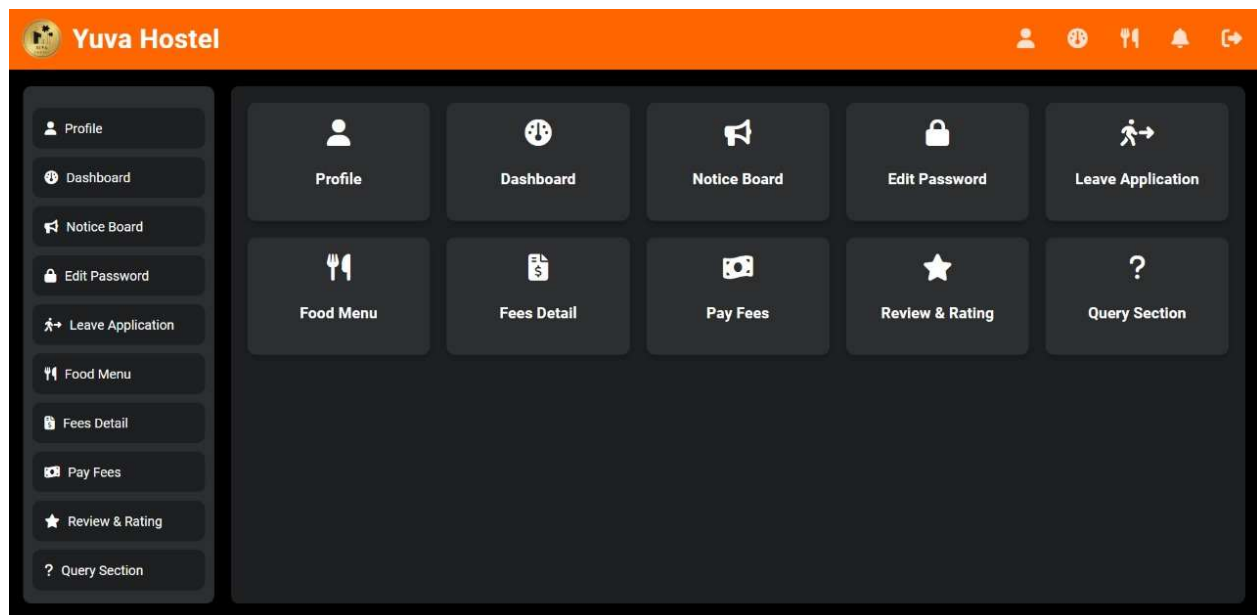 Yuva Hostel
Profile
Dashboard
Notice Board
Edit Password
Leave Application
Food Menu
Fees Detail
Pay Fees
Review & Rating
Query Section
Profile
Dashboard
Notice Board
Edit Password
Leave Application
Food Menu
Fees Detail
Pay Fees
Review & Rating
? Query Section